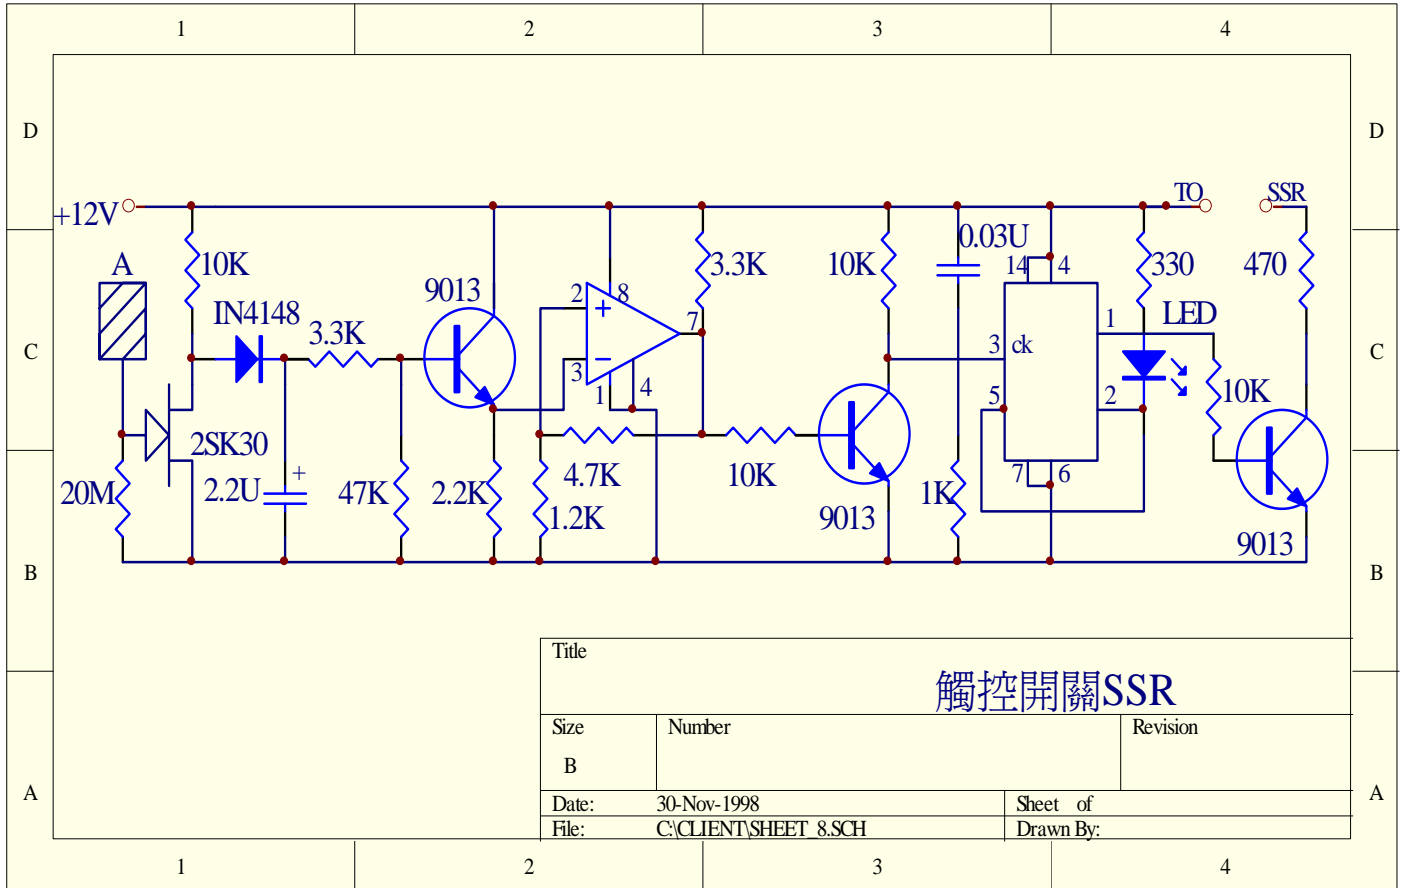 1 2 3 4
D D
TO SSR
+12V
A 10K 3.3K 10K 0.03U 330 470
14 4
9013 2 8
IN4148 + 7 1 LED
3.3K
C 3 ck C
− 3
1 4 5 2 10K
2SK30
+
20M 2.2U 47K 2.2K 4.7K 10K 1K 7 6
1.2K
9013 9013
B B
Title
觸控開關SSR
Size Number Revision
B
A A
Date: 30-Nov-1998 Sheet of
File: C:\CLIENT\SHEET_8.SCH Drawn By:
1 2 3 4